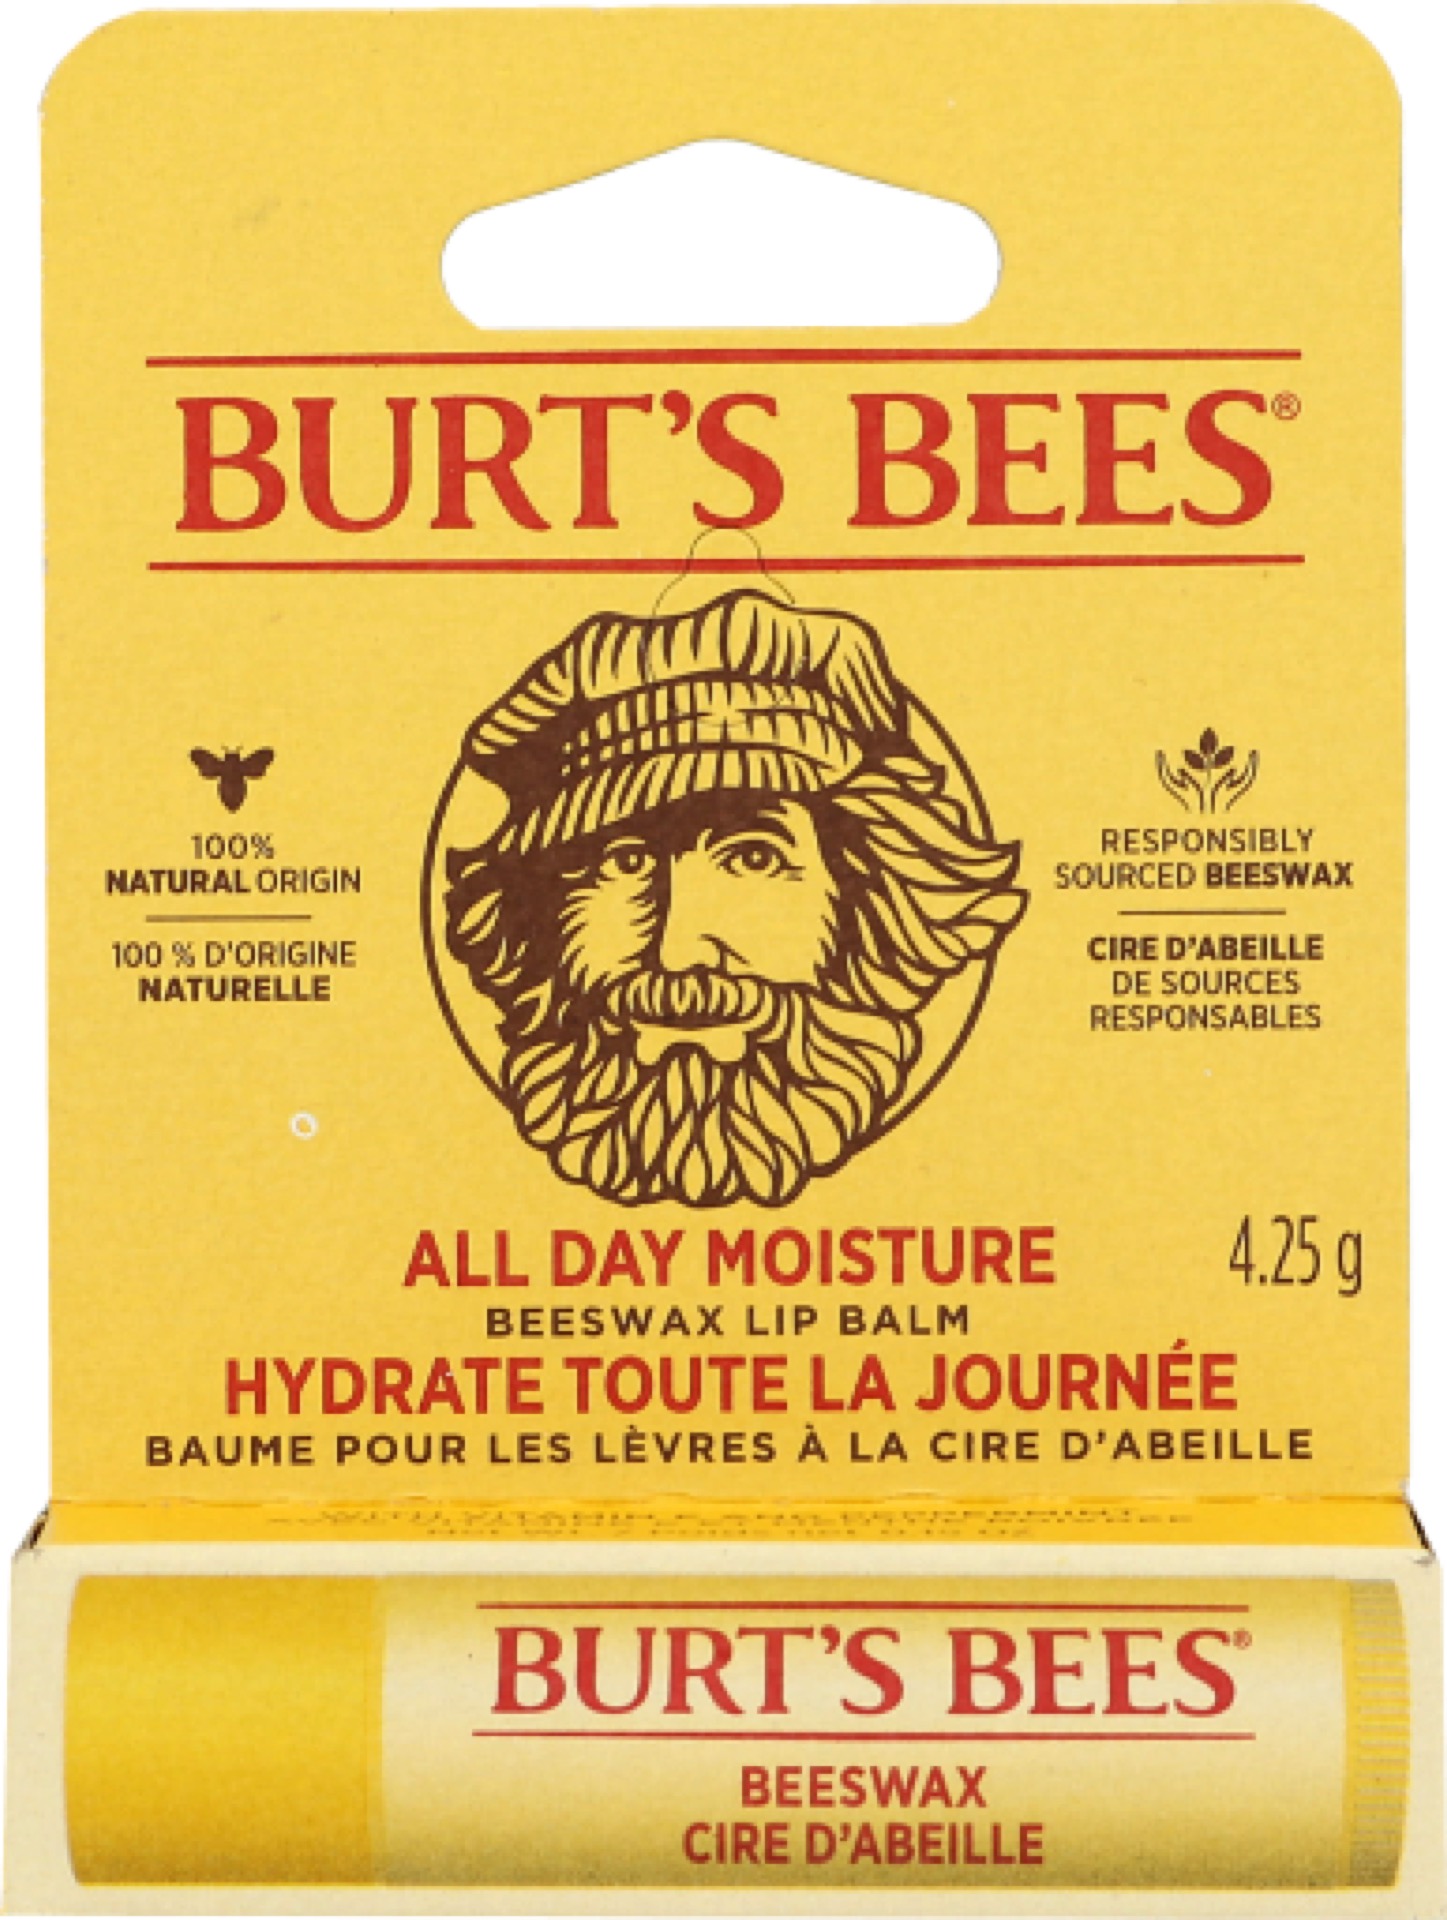 BURT'S BEES®
100%
NATURAL ORIGIN
100 % D'ORIGINE
NATURELLE
RESPONSIBLY
SOURCED BEESWAX
CIRE D'ABEILLE
DE SOURCES
RESPONSABLES
ALL DAY MOISTURE
4.25 g
BEESWAX LIP BALM
HYDRATE TOUTE LA JOURNÉE
BAUME POUR LES LÈVRES À LA CIRE D'ABEILLE
BURT'S BEES®
BEESWAX
CIRE D'ABEILLE